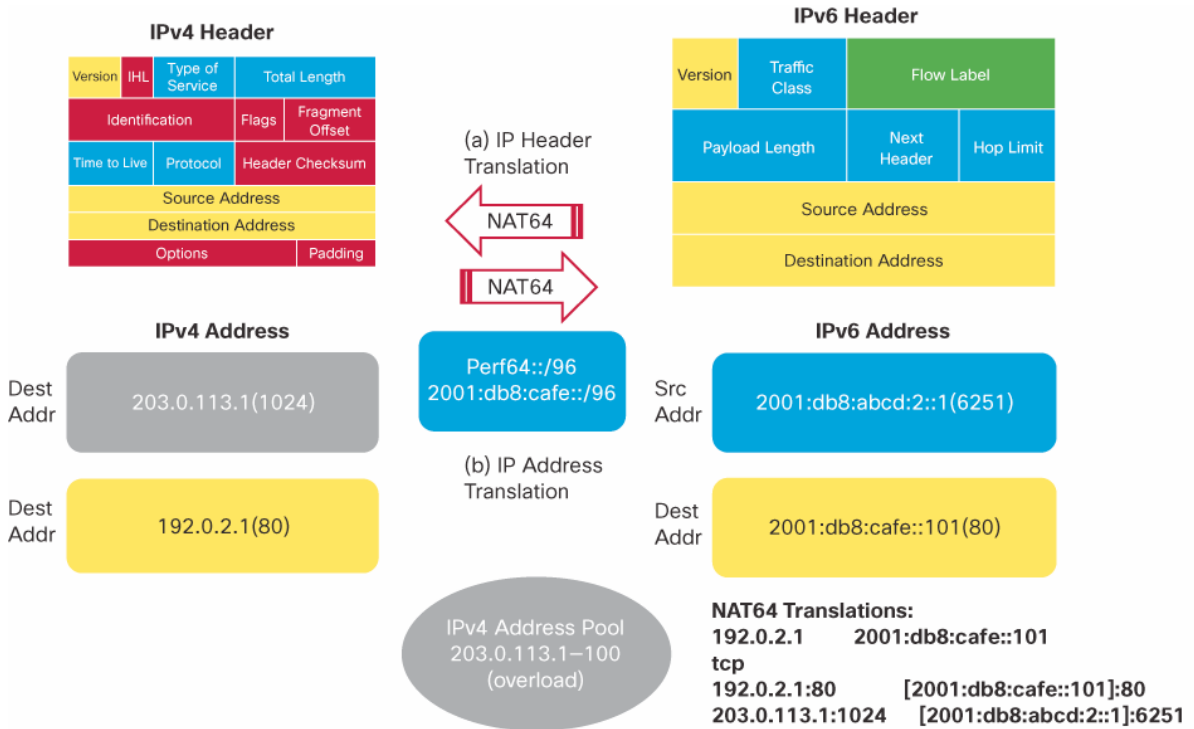 IPv4 Header
Version IHL Type of Service Total Length
Identification Flags Fragment Offset
Time to Live Protocol Header Checksum
Source Address
Destination Address
Options Padding
IPv6 Header
Version Traffic Class Flow Label
Payload Length Next Header Hop Limit
Source Address
Destination Address
(a) IP Header
Translation
NAT64
NAT64
IPv4 Address
Dest
Addr
203.0.113.1(1024)
Dest
Addr
192.0.2.1(80)
Perf64::/96
2001:db8:cafe::/96
(b) IP Address
Translation
IPv6 Address
Src
Addr
2001:db8:abcd:2::1(6251)
Dest
Addr
2001:db8:cafe::101(80)
IPv4 Address Pool
203.0.113.1–100
(overload)
NAT64 Translations:
192.0.2.1 2001:db8:cafe::101
tcp
192.0.2.1:80 [2001:db8:cafe::101]:80
203.0.113.1:1024 [2001:db8:abcd:2::1]:6251